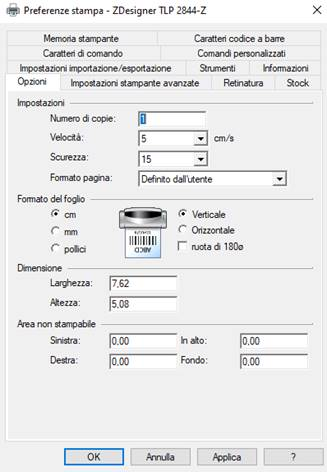 Preferenze stampa - ZDesigner TLP 2844-Z
Memoria stampante Caratteri codice a barre
Caratteri di comando Comandi personalizzati
Impostazioni importazione/esportazione Strumenti Informazioni
Opzioni Impostazioni stampante avanzate Retinatura Stock
Impostazioni
Numero di copie: 1
Velocità: 5 cm/s
Scurezza: 15
Formato pagina: Definito dall'utente
Formato del foglio
cm Verticale
mm Orizzontale
pollici ruota di 180ø
ABCD
Dimensione
Larghezza: 7,62
Altezza: 5,08
Area non stampabile
Sinistra: 0,00 In alto: 0,00
Destra: 0,00 Fondo: 0,00
OK Annulla Applica ?